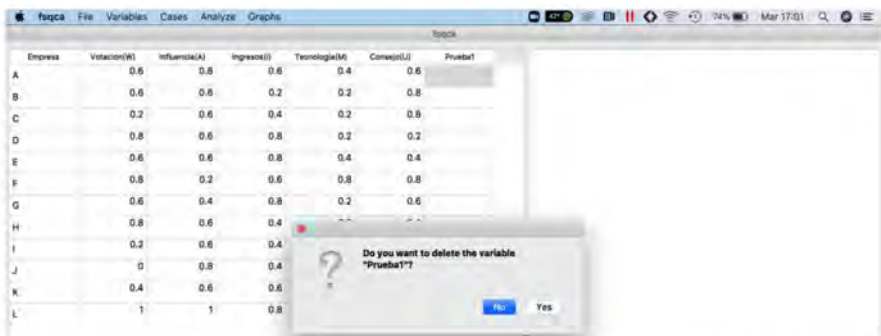 fsqca File Variables Cases Analyze Graphs 74% Mar 17:01
fsqca
Empresa Votacion(W) Influencia(A) Ingresos(I) Tecnologia(M) Consejo(U) Prueba1
A 0.6 0.8 0.6 0.4 0.6
B 0.6 0.6 0.2 0.2 0.8
C 0.2 0.6 0.4 0.2 0.8
D 0.8 0.6 0.8 0.2 0.2
E 0.6 0.6 0.8 0.4 0.4
F 0.8 0.2 0.6 0.8 0.8
G 0.6 0.4 0.8 0.2 0.6
H 0.8 0.6 0.4
I 0.2 0.6 0.4
J 0 0.8 0.4
K 0.4 0.6 0.6
L 1 1 0.8
Do you want to delete the variable
"Prueba1"?
No Yes